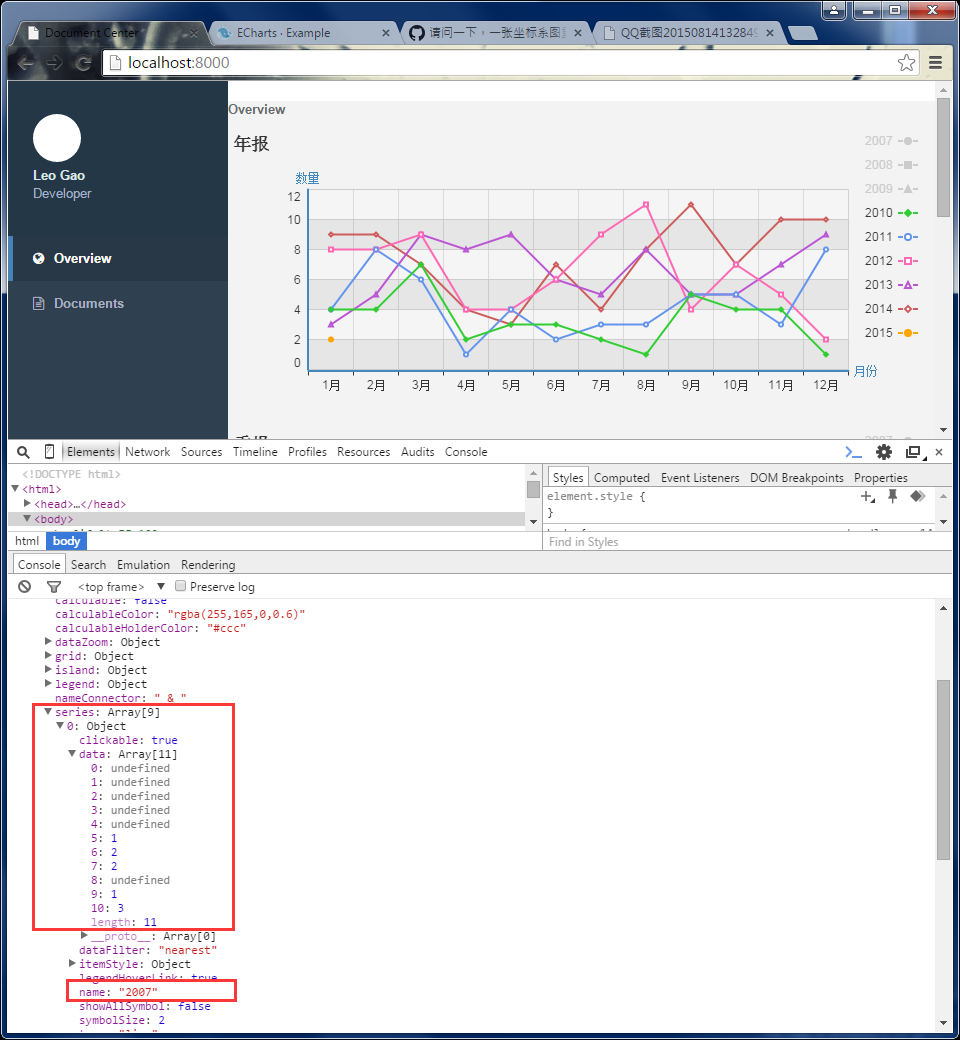 Document Center
ECharts · Example
请问一下，一张坐标系图
QQ截图2015081413284
localhost:8000
Leo Gao
Developer
Overview
Documents
Overview
年报
数量
12
10
8
6
4
2
0
1月 2月 3月 4月 5月 6月 7月 8月 9月 10月 11月 12月
月份
2007
2008
2009
2010
2011
2012
2013
2014
2015
Elements Network Sources Timeline Profiles Resources Audits Console
<!DOCTYPE html>
<html>
<head>…</head>
<body>
html body
Styles Computed Event Listeners DOM Breakpoints Properties
element.style {
}
Find in Styles
Console Search Emulation Rendering
<top frame> Preserve log
calculable: false
calculableColor: "rgba(255,165,0,0.6)"
calculableHolderColor: "#ccc"
dataZoom: Object
grid: Object
island: Object
legend: Object
nameConnector: " & "
series: Array[9]
0: Object
clickable: true
data: Array[11]
0: undefined
1: undefined
2: undefined
3: undefined
4: undefined
5: 1
6: 2
7: 2
8: undefined
9: 1
10: 3
length: 11
__proto__: Array[0]
dataFilter: "nearest"
itemStyle: Object
legendHoverLink: true
name: "2007"
showAllSymbol: false
symbolSize: 2